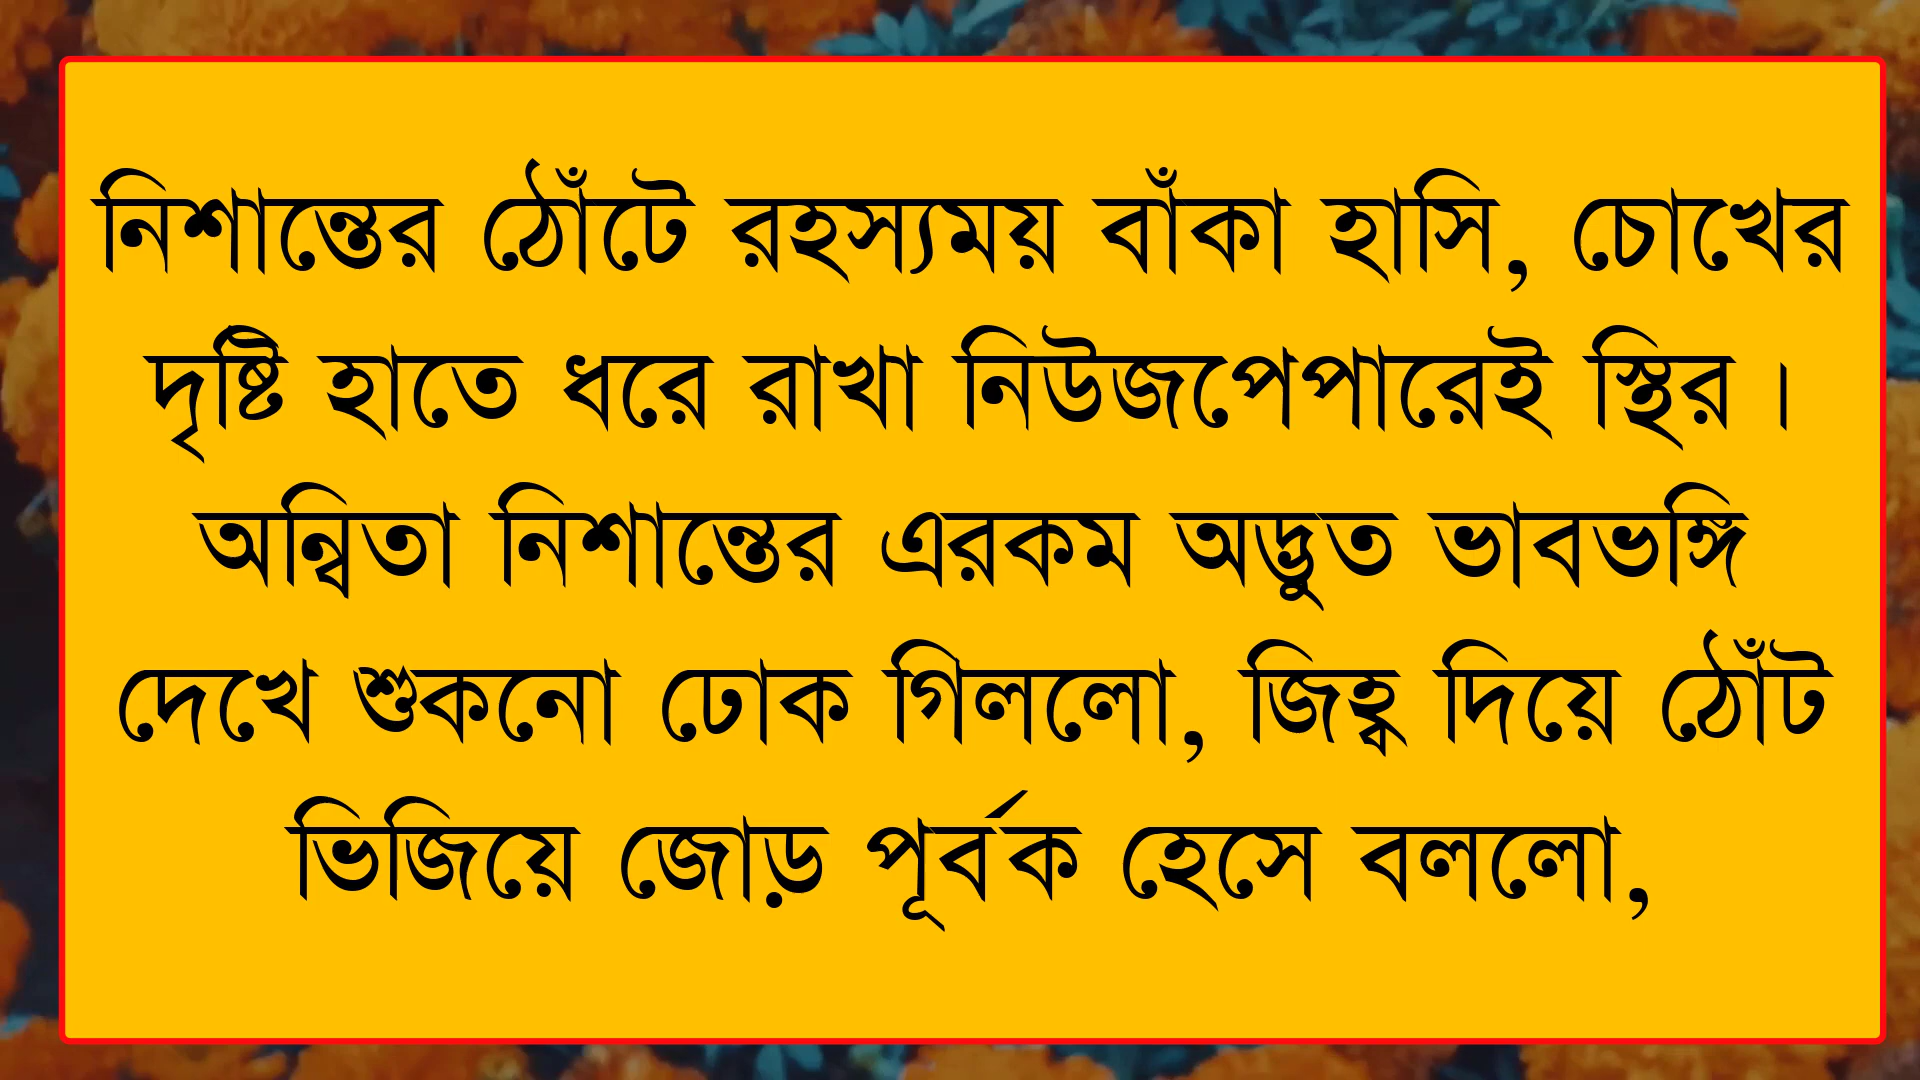 নিশান্তের ঠোঁটে রহস্যময় বাঁকা হাসি, চোখের
দৃষ্টি হাতে ধরে রাখা নিউজপেপারেই স্থির ।
অন্বিতা নিশান্তের এরকম অদ্ভুত ভাবভঙ্গি
দেখে শুকনো ঢোক গিললো, জিহ্ব দিয়ে ঠোঁট
ভিজিয়ে জোড় পূর্বক হেসে বললো,